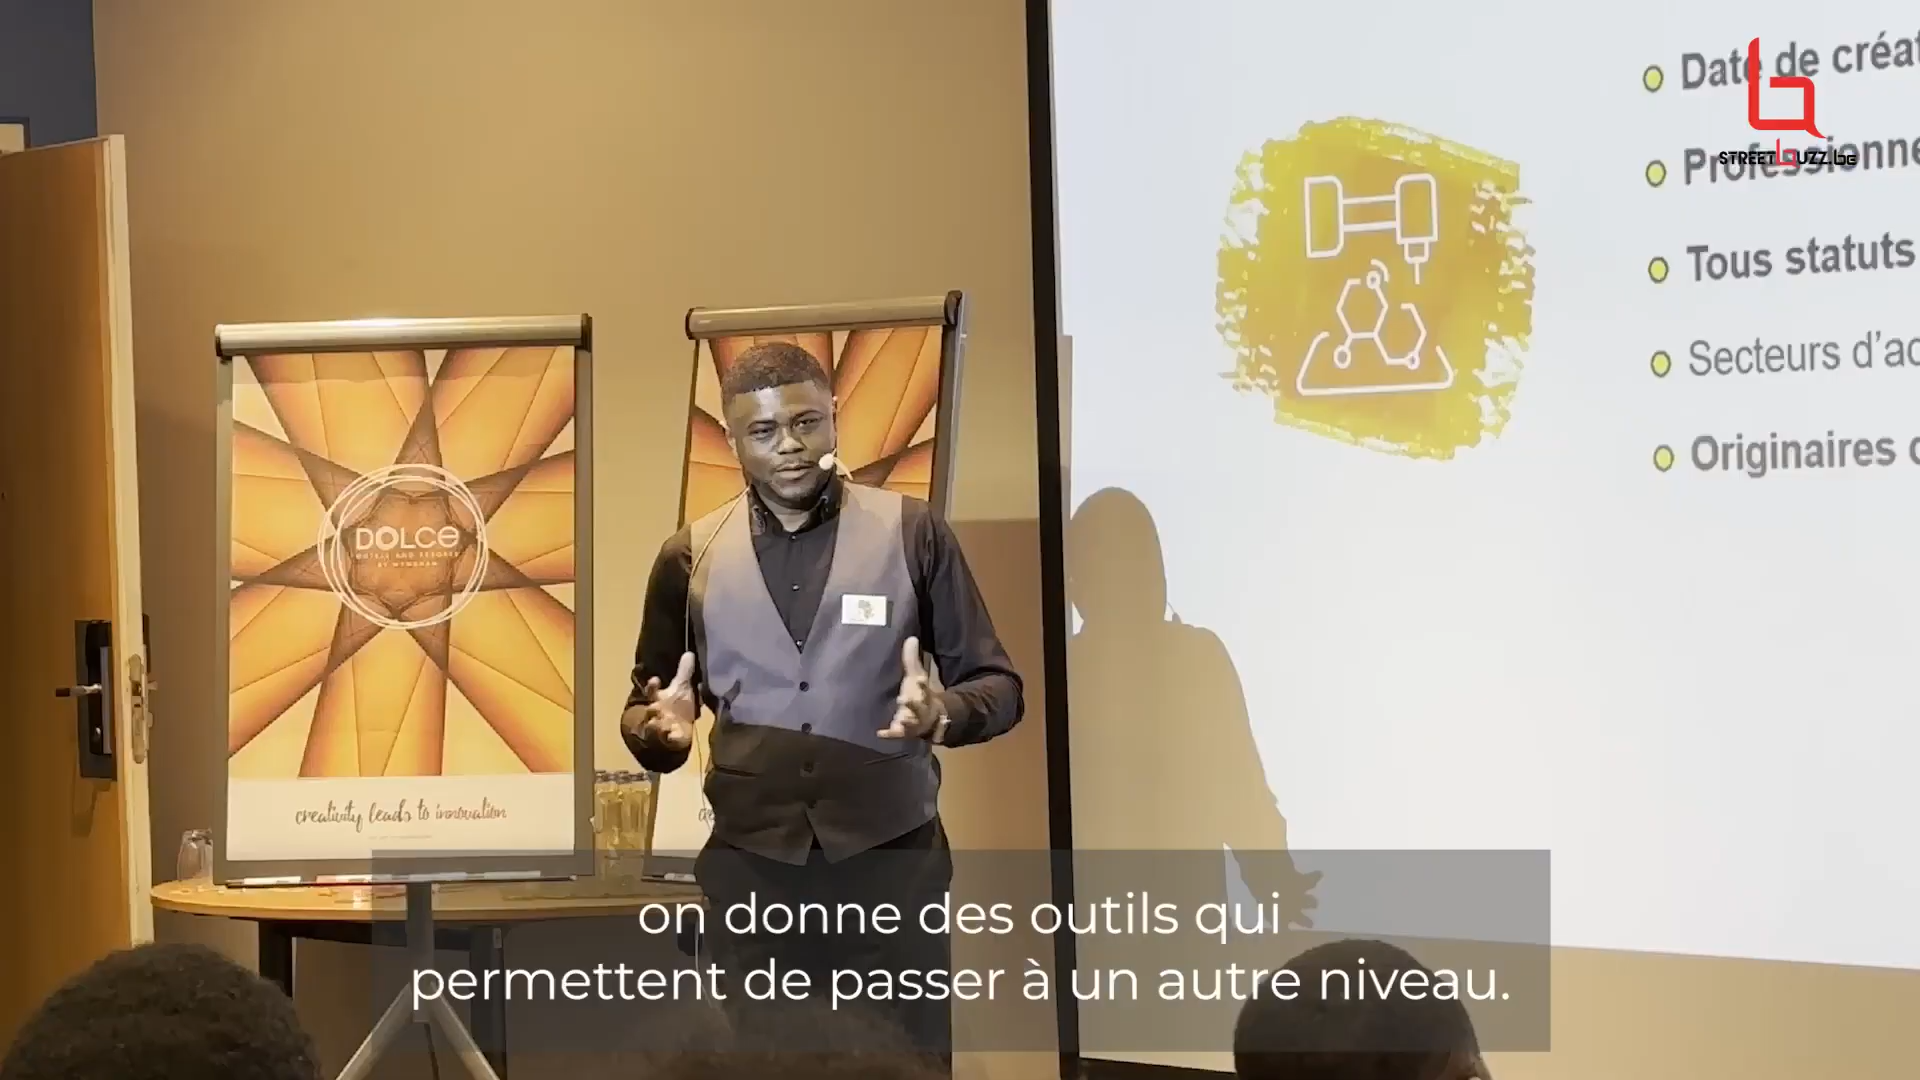 Date de créat
Professionne
Tous statuts
Secteurs d'ac
Originaires
STREETBUZZ.be
DOLCE
HOTELS AND RESORTS
BY WYNDHAM
creativity leads to innovation
on donne des outils qui
permettent de passer à un autre niveau.